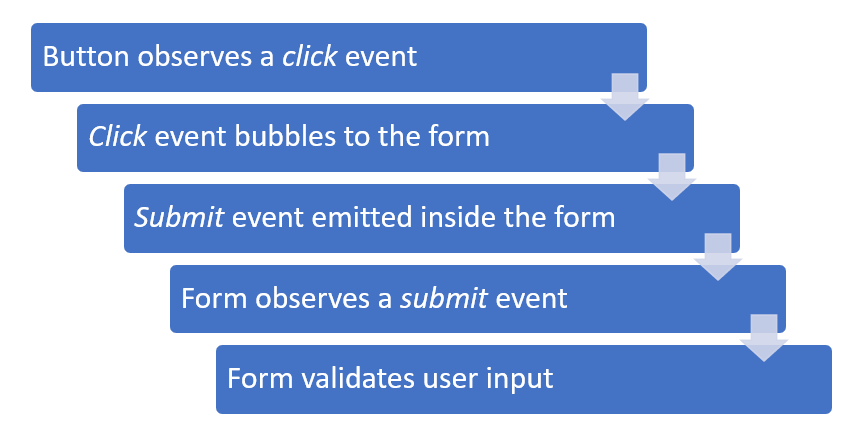 Button observes a click event
Click event bubbles to the form
Submit event emitted inside the form
Form observes a submit event
Form validates user input